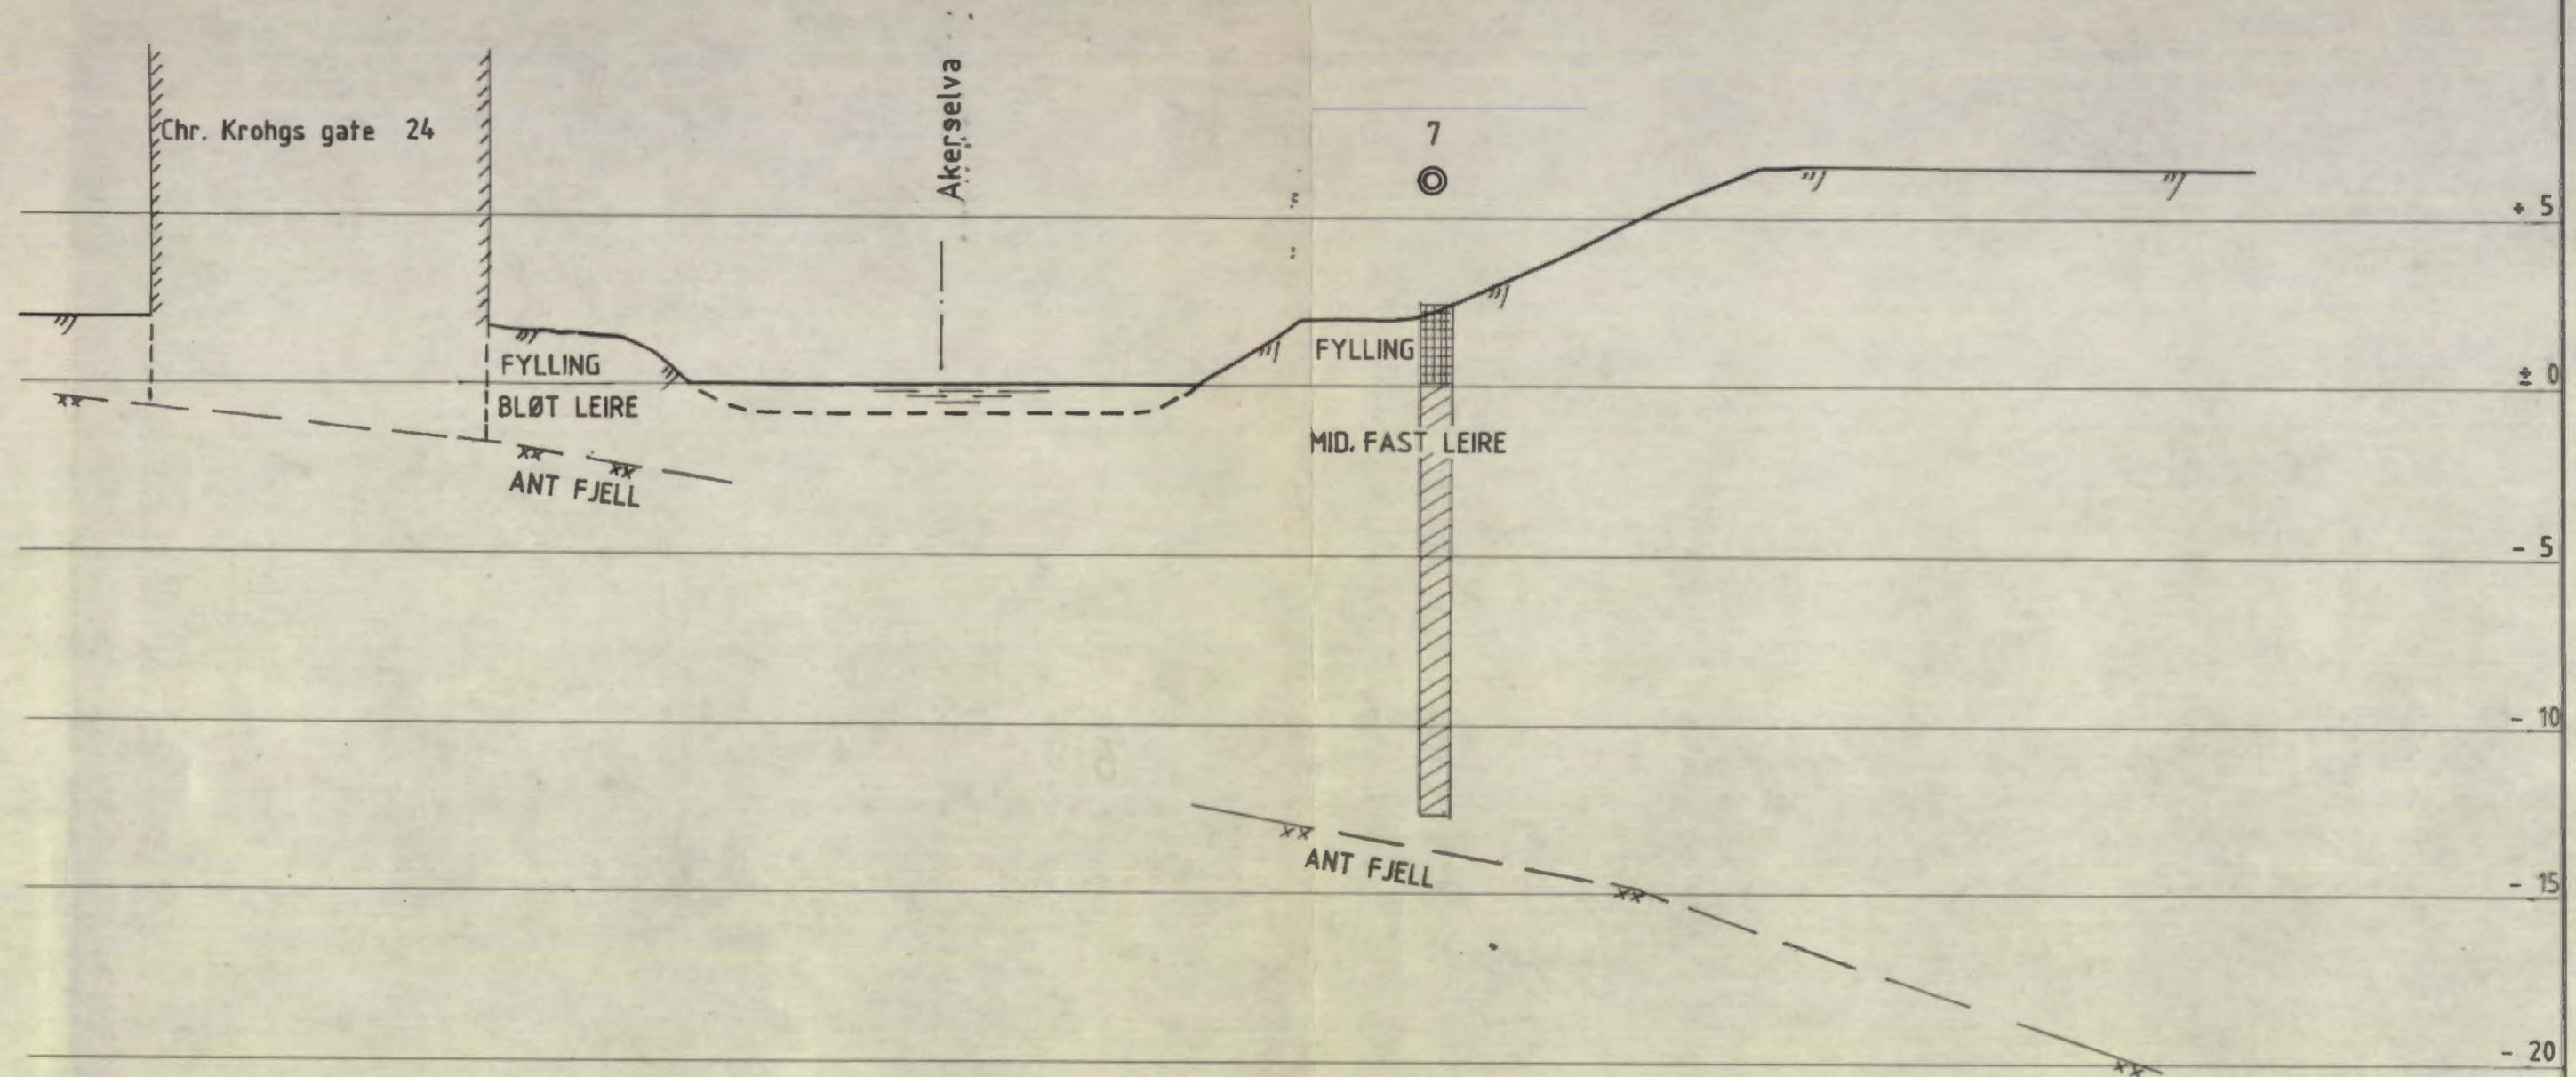 Akerselva
7
Chr. Krohgs gate 24
+ 5
FYLLING
FYLLING
± 0
BLØT LEIRE
MID. FAST LEIRE
ANT FJELL
- 5
- 10
ANT FJELL
- 15
- 20